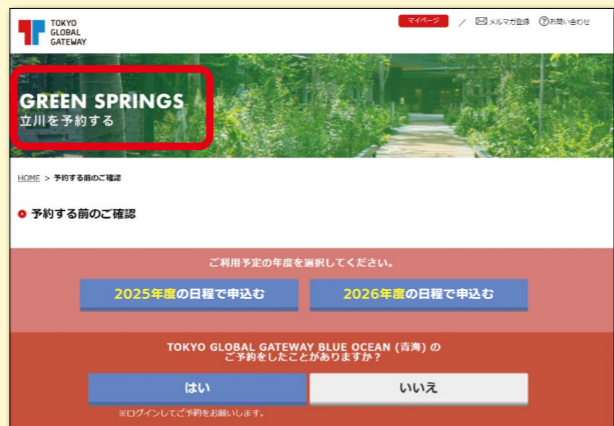 TOKYO
GLOBAL
GATEWAY
マイページ / メルマガ登録 ?お問い合わせ
GREEN SPRINGS
立川を予約する
HOME > 予約する前のご確認
予約する前のご確認
ご利用予定の年度を選択してください。
2025年度の日程で申込む 2026年度の日程で申込む
TOKYO GLOBAL GATEWAY BLUE OCEAN (青海) の
ご予約をしたことがありますか？
はい いいえ
※ログインしてご予約をお願いします。